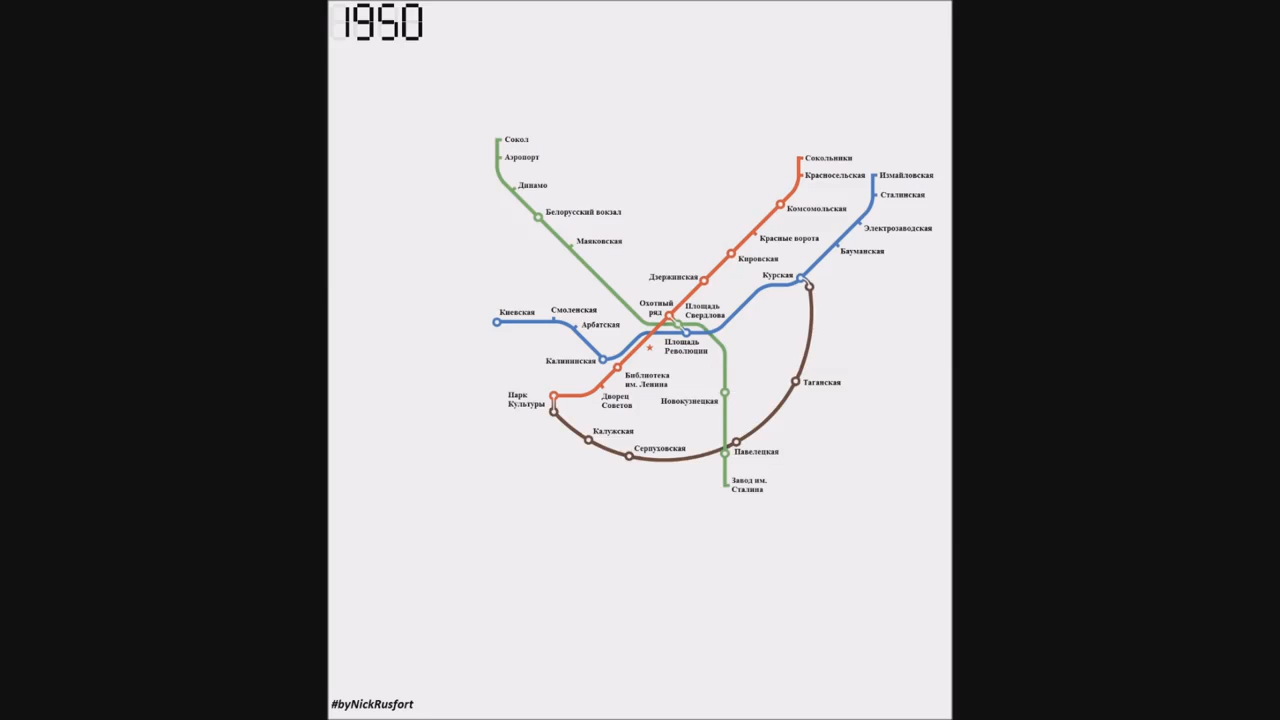 1950
Сокол
Аэропорт
Динамо
Белорусский вокзал
Маяковская
Сокольники
Красносельская
Измайловская
Сталинская
Комсомольская
Электрозаводская
Красные ворота
Бауманская
Кировская
Дзержинская
Курская
Охотный
ряд
Площадь
Свердлова
Киевская
Смоленская
Арбатская
Площадь
Революции
Калининская
Библиотека
им. Ленина
Парк
Культуры
Дворец
Советов
Новокузнецкая
Таганская
Калужская
Серпуховская
Павелецкая
Завод им.
Сталина
#byNickRusfort